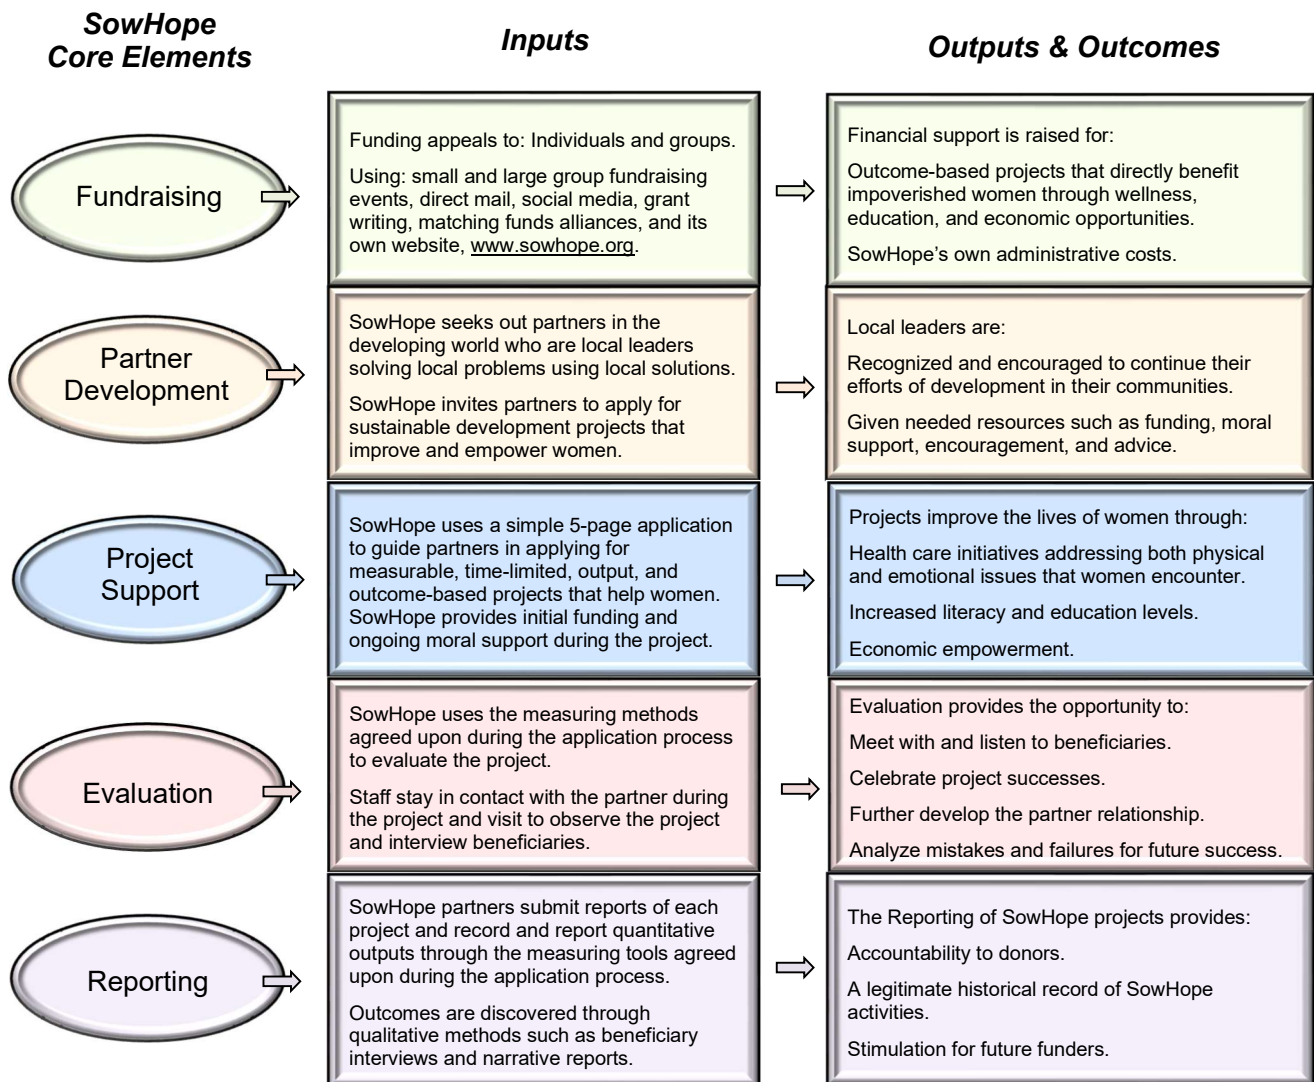 SowHope
Core Elements
Inputs
Outputs & Outcomes
Fundraising
Funding appeals to: Individuals and groups.
Using: small and large group fundraising
events, direct mail, social media, grant
writing, matching funds alliances, and its
own website, www.sowhope.org.
Financial support is raised for:
Outcome-based projects that directly benefit
impoverished women through wellness,
education, and economic opportunities.
SowHope’s own administrative costs.
Partner
Development
SowHope seeks out partners in the
developing world who are local leaders
solving local problems using local solutions.
SowHope invites partners to apply for
sustainable development projects that
improve and empower women.
Local leaders are:
Recognized and encouraged to continue their
efforts of development in their communities.
Given needed resources such as funding, moral
support, encouragement, and advice.
Project
Support
SowHope uses a simple 5-page application
to guide partners in applying for
measurable, time-limited, output, and
outcome-based projects that help women.
SowHope provides initial funding and
ongoing moral support during the project.
Projects improve the lives of women through:
Health care initiatives addressing both physical
and emotional issues that women encounter.
Increased literacy and education levels.
Economic empowerment.
Evaluation
SowHope uses the measuring methods
agreed upon during the application process
to evaluate the project.
Staff stay in contact with the partner during
the project and visit to observe the project
and interview beneficiaries.
Evaluation provides the opportunity to:
Meet with and listen to beneficiaries.
Celebrate project successes.
Further develop the partner relationship.
Analyze mistakes and failures for future success.
Reporting
SowHope partners submit reports of each
project and record and report quantitative
outputs through the measuring tools agreed
upon during the application process.
Outcomes are discovered through
qualitative methods such as beneficiary
interviews and narrative reports.
The Reporting of SowHope projects provides:
Accountability to donors.
A legitimate historical record of SowHope
activities.
Stimulation for future funders.